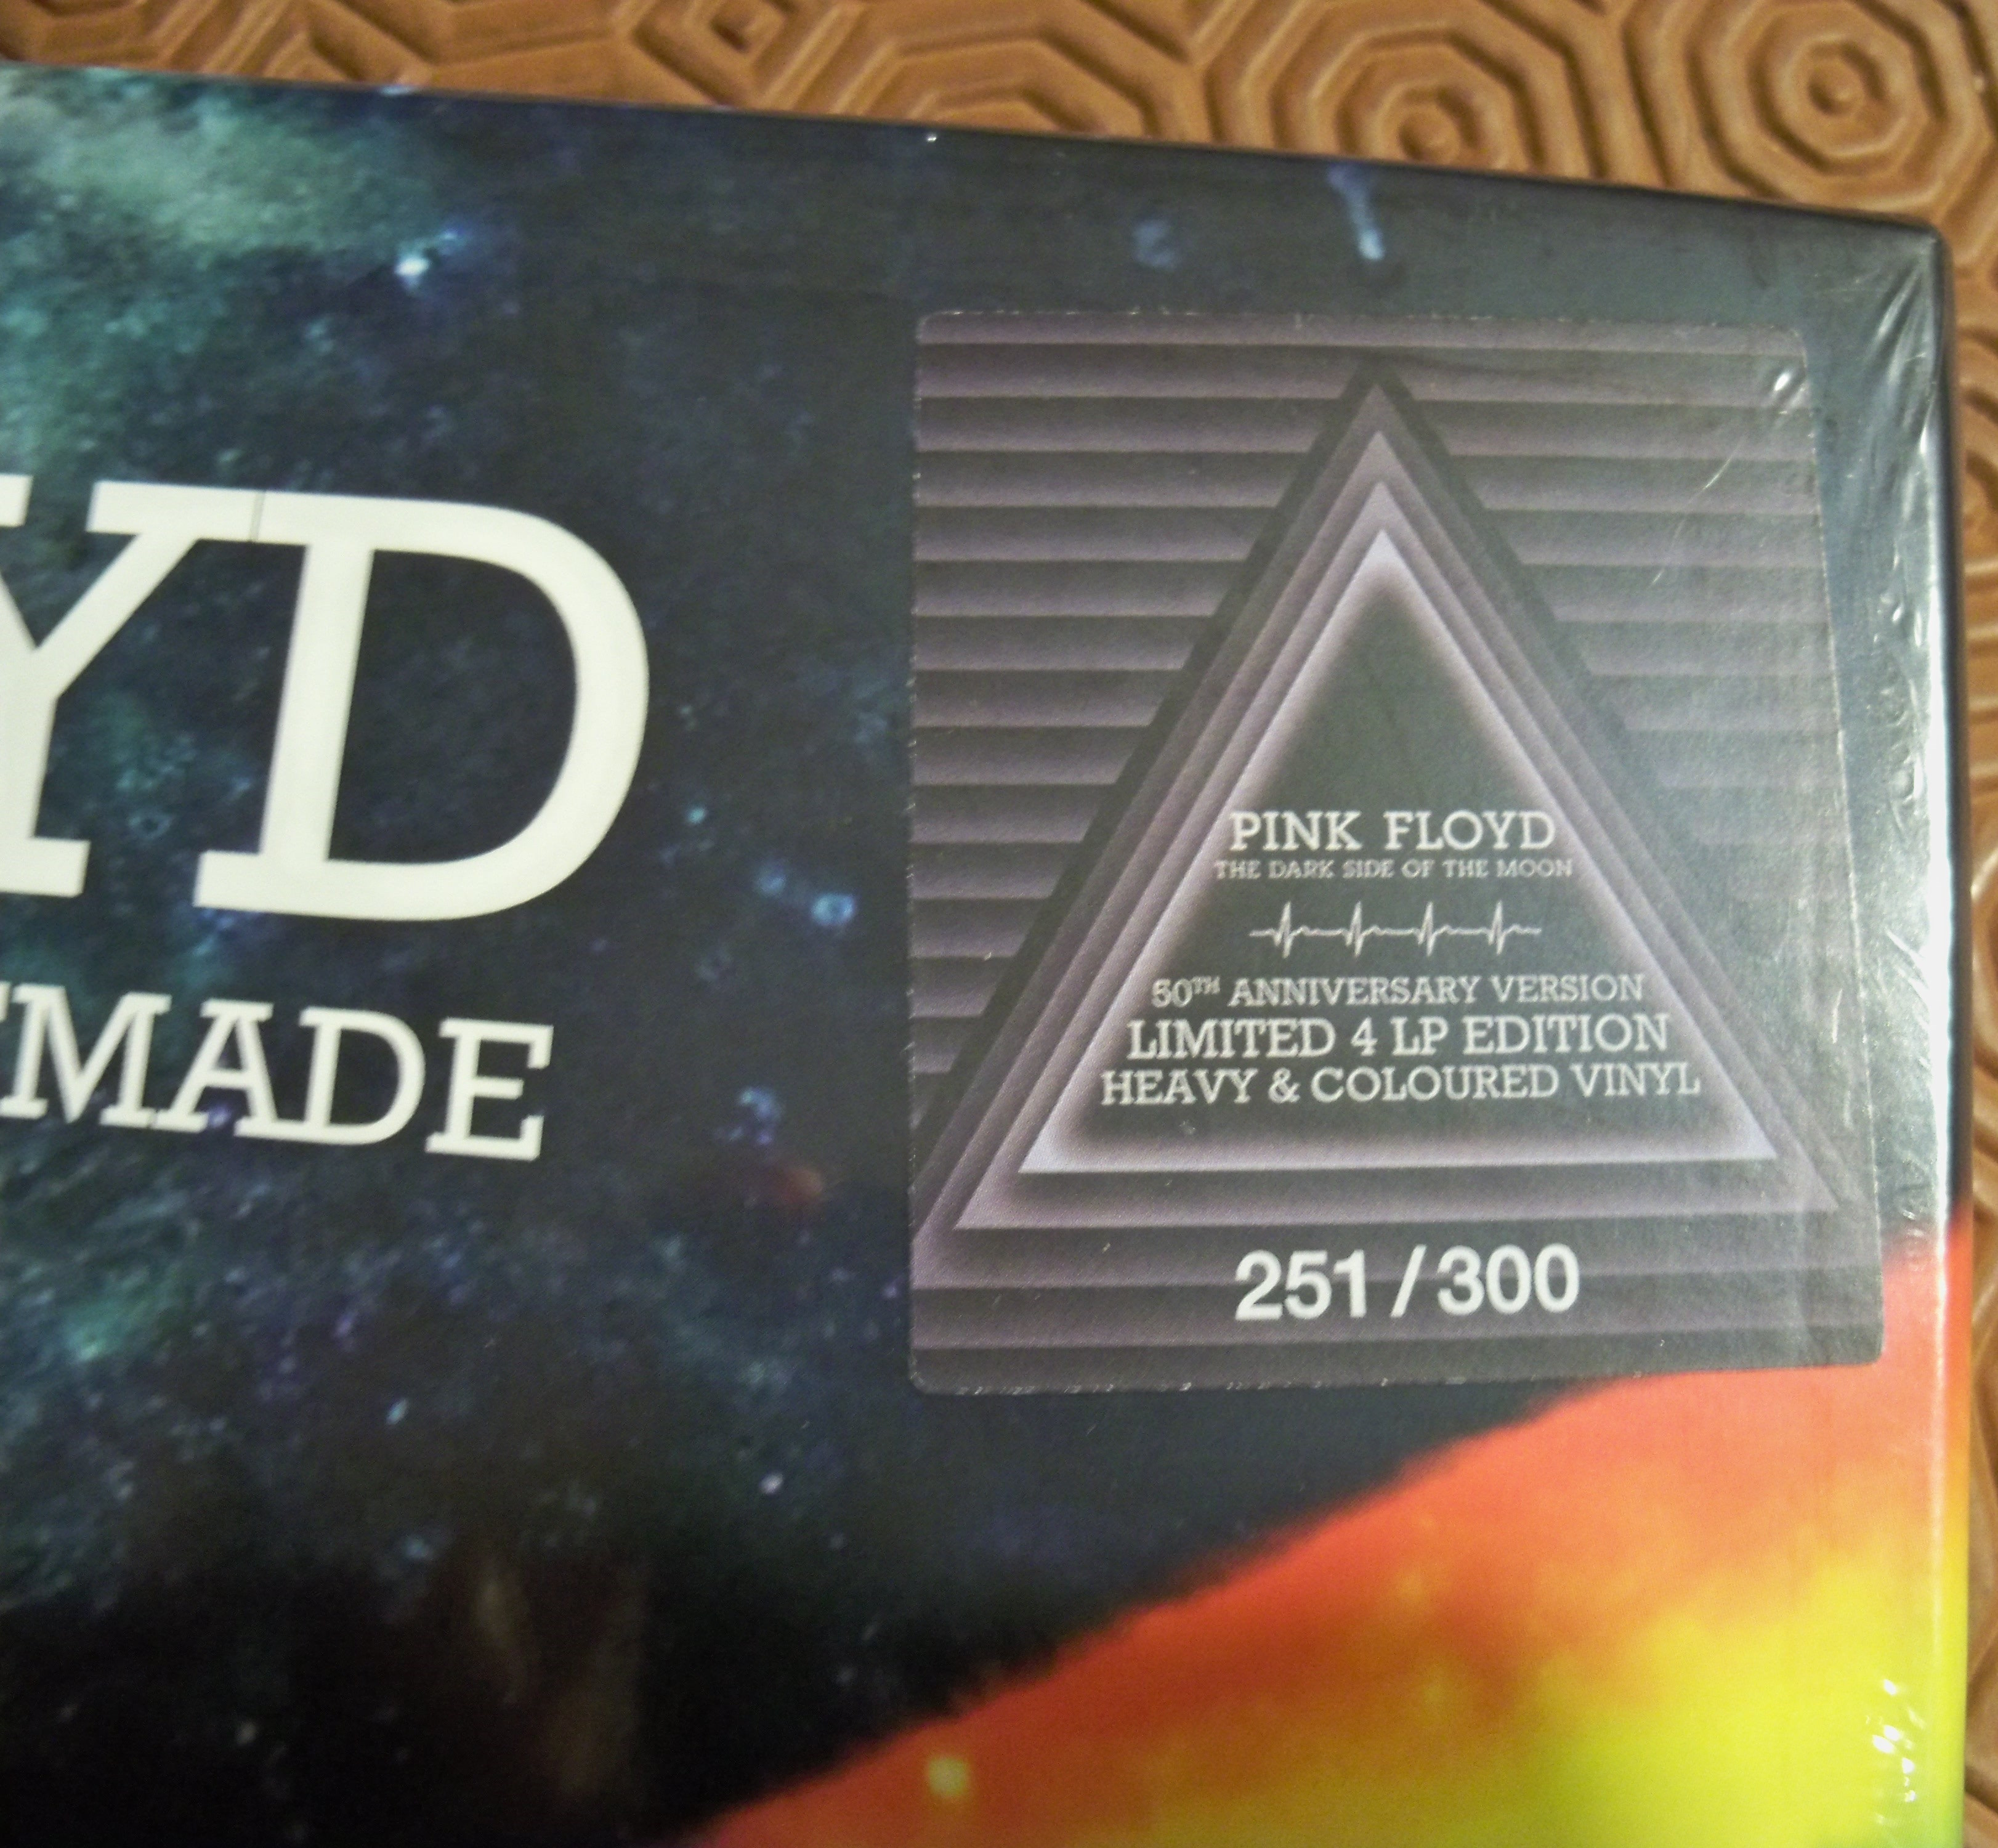 YD
MADE
PINK FLOYD
THE DARK SIDE OF THE MOON
50TH ANNIVERSARY VERSION
LIMITED 4 LP EDITION
HEAVY & COLOURED VINYL
251/300